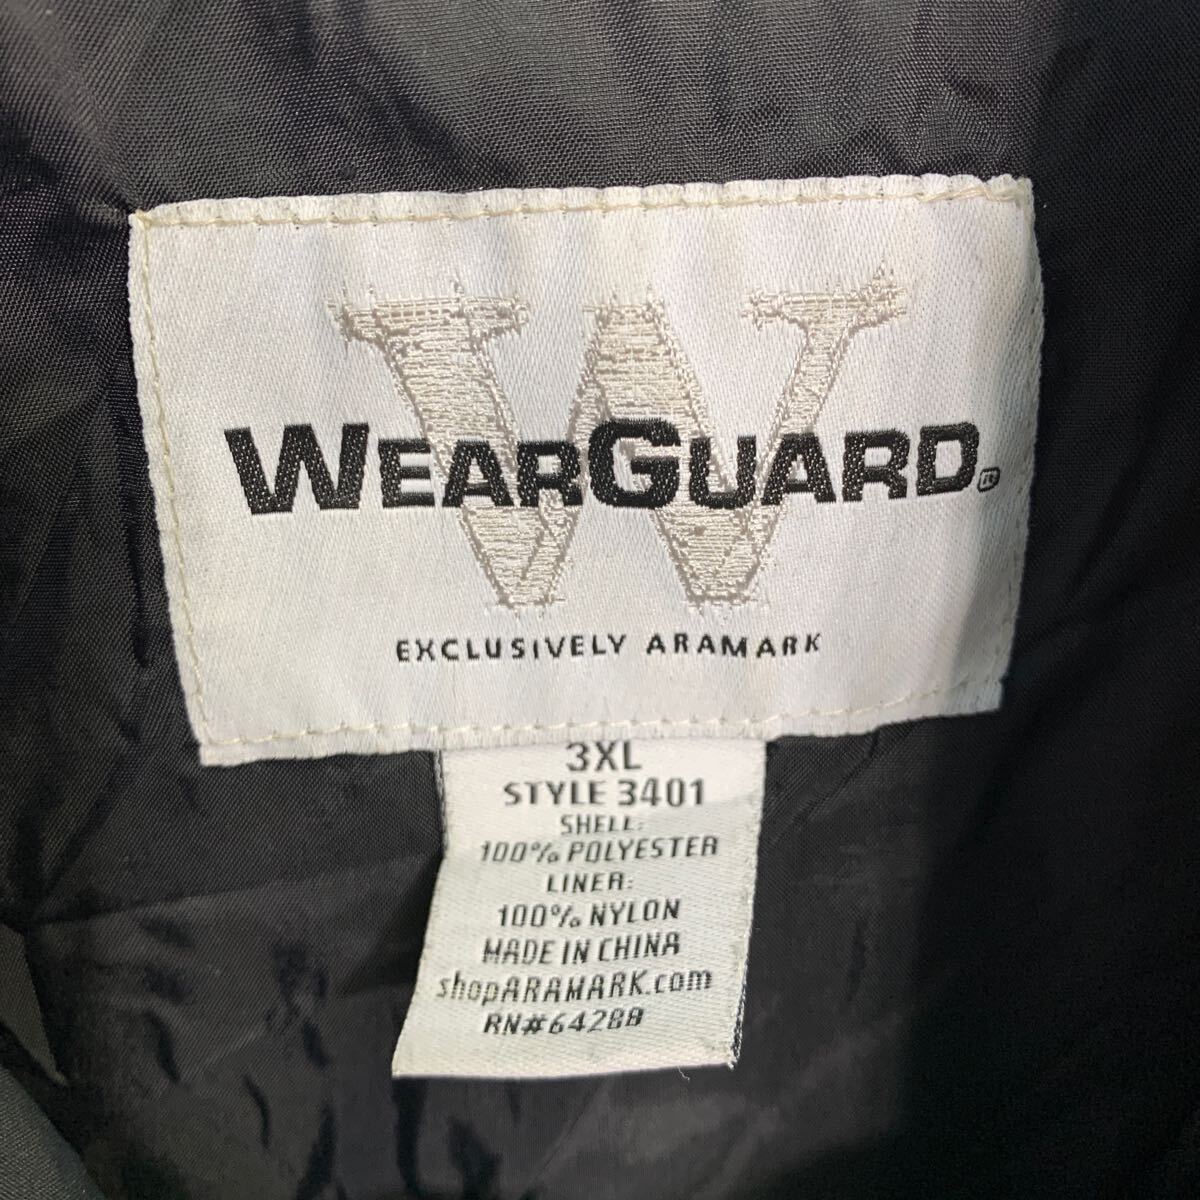 W
WEARGUARD®
EXCLUSIVELY ARAMARK
3XL
STYLE 3401
SHELL:
100% POLYESTER
LINER:
100% NYLON
MADE IN CHINA
shopARAMARK.com
RN#64288